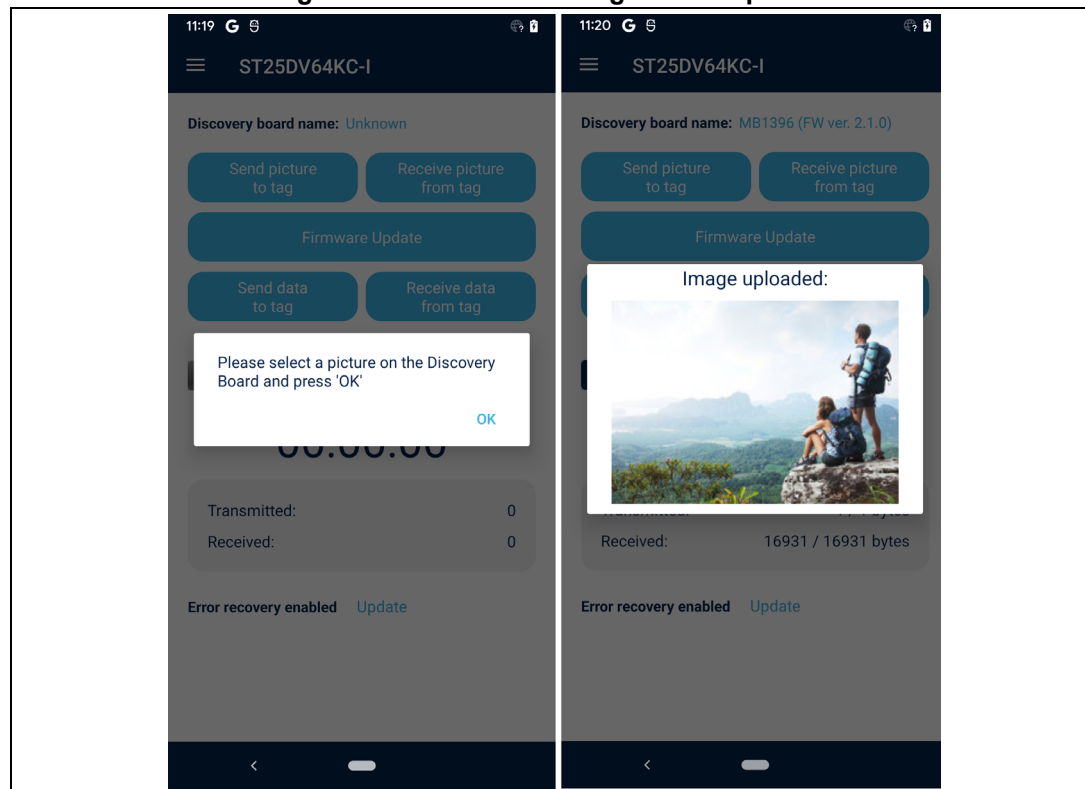 11:19
ST25DV64KC-I
Discovery board name: Unknown
Send picture
to tag
Receive picture
from tag
Firmware Update
Send data
to tag
Receive data
from tag
Please select a picture on the Discovery
Board and press 'OK'
OK
Transmitted: 0
Received: 0
Error recovery enabled Update
11:20
ST25DV64KC-I
Discovery board name: MB1396 (FW ver. 2.1.0)
Send picture
to tag
Receive picture
from tag
Firmware Update
Image uploaded:
Received: 16931 / 16931 bytes
Error recovery enabled Update